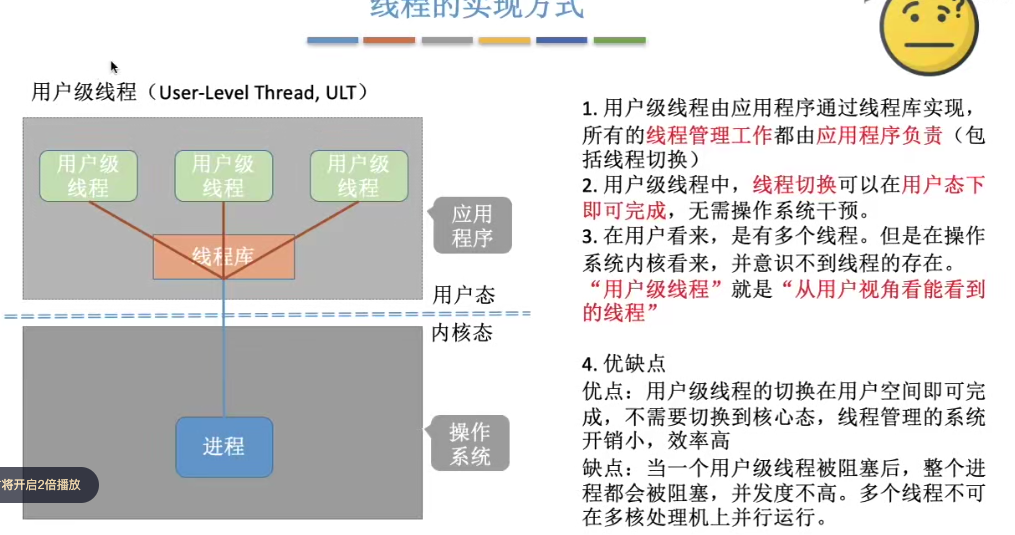 线程的实现方式
用户级线程（User-Level Thread, ULT）
用户级
线程
用户级
线程
用户级
线程
线程库
应用
程序
用户态
内核态
进程
操作
系统
将开启2倍播放
1. 用户级线程由应用程序通过线程库实现，
所有的线程管理工作都由应用程序负责（包
括线程切换）
2. 用户级线程中，线程切换可以在用户态下
即可完成，无需操作系统干预。
3. 在用户看来，是有多个线程。但是在操作
系统内核看来，并意识不到线程的存在。
“用户级线程”就是“从用户视角看能看到
的线程”
4. 优缺点
优点：用户级线程的切换在用户空间即可完
成，不需要切换到核心态，线程管理的系统
开销小，效率高
缺点：当一个用户级线程被阻塞后，整个进
程都会被阻塞，并发度不高。多个线程不可
在多核处理机上并行运行。